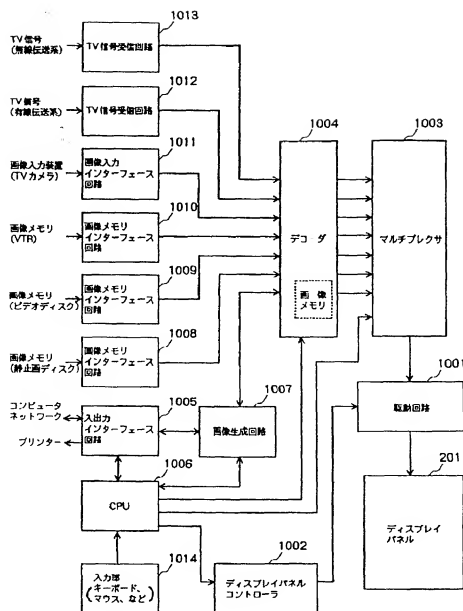 1013
TV信号
(無線伝送系)
TV信号受信回路
1012
TV信号
(有線伝送系)
TV信号受信回路
1011
画像入力装置
(TVカメラ)
画像入力
インターフェース
回路
1010
画像メモリ
(VTR)
画像メモリ
インターフェース
回路
1009
画像メモリ
(ビデオディスク)
画像メモリ
インターフェース
回路
1008
画像メモリ
(静止画ディスク)
画像メモリ
インターフェース
回路
1004
デコーダ
画像
メモリ
1003
マルチプレクサ
1005
コンピュータ
ネットワーク
プリンター
入出力
インターフェース
回路
1007
画像生成回路
1001
駆動回路
1006
CPU
201
ディスプレイ
パネル
1014
入力部
(キーボード、
マウス、など)
1002
ディスプレイパネル
コントローラ